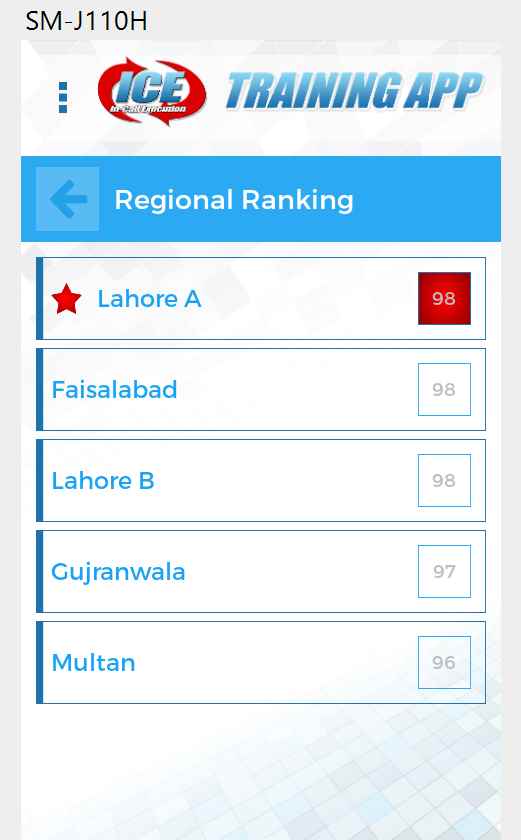 SM-J110H
ICE TRAINING APP
In-Call Education
Regional Ranking
Lahore A 98
Faisalabad 98
Lahore B 98
Gujranwala 97
Multan 96